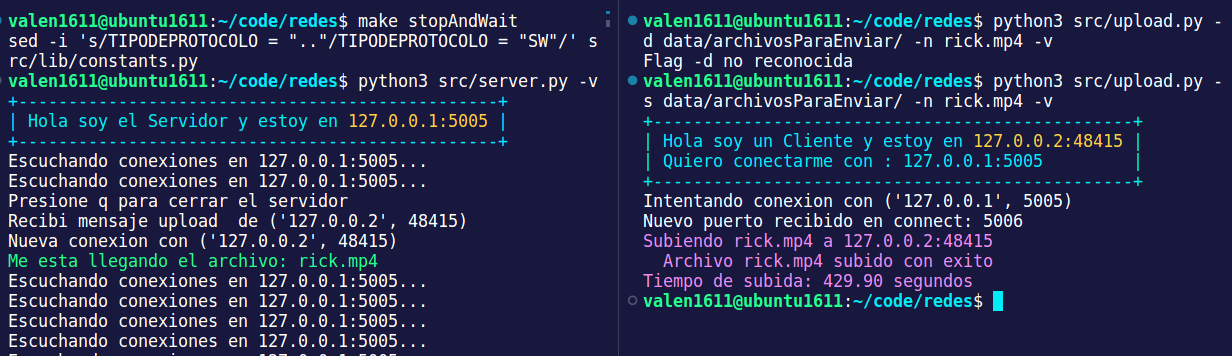 valen1611@ubuntu1611:~/code/redes$ make stopAndWait
sed -i 's/TIPODEPROTOCOLO = ".."/TIPODEPROTOCOLO = "SW"/' s
rc/lib/constants.py
valen1611@ubuntu1611:~/code/redes$ python3 src/server.py -v
+------------------------------------------------+
| Hola soy el Servidor y estoy en 127.0.0.1:5005 |
+------------------------------------------------+
Escuchando conexiones en 127.0.0.1:5005...
Escuchando conexiones en 127.0.0.1:5005...
Presione q para cerrar el servidor
Recibi mensaje upload  de ('127.0.0.2', 48415)
Nueva conexion con ('127.0.0.2', 48415)
Me esta llegando el archivo: rick.mp4
Escuchando conexiones en 127.0.0.1:5005...
Escuchando conexiones en 127.0.0.1:5005...
Escuchando conexiones en 127.0.0.1:5005...
Escuchando conexiones en 127.0.0.1:5005...
Escuchando conexiones en 127.0.0.1:5005...
valen1611@ubuntu1611:~/code/redes$ python3 src/upload.py -
d data/archivosParaEnviar/ -n rick.mp4 -v
Flag -d no reconocida
valen1611@ubuntu1611:~/code/redes$ python3 src/upload.py -
s data/archivosParaEnviar/ -n rick.mp4 -v
+------------------------------------------------+
| Hola soy un Cliente y estoy en 127.0.0.2:48415 |
| Quiero conectarme con : 127.0.0.1:5005         |
+------------------------------------------------+
Intentando conexion con ('127.0.0.1', 5005)
Nuevo puerto recibido en connect: 5006
Subiendo rick.mp4 a 127.0.0.2:48415
  Archivo rick.mp4 subido con exito
Tiempo de subida: 429.90 segundos
valen1611@ubuntu1611:~/code/redes$